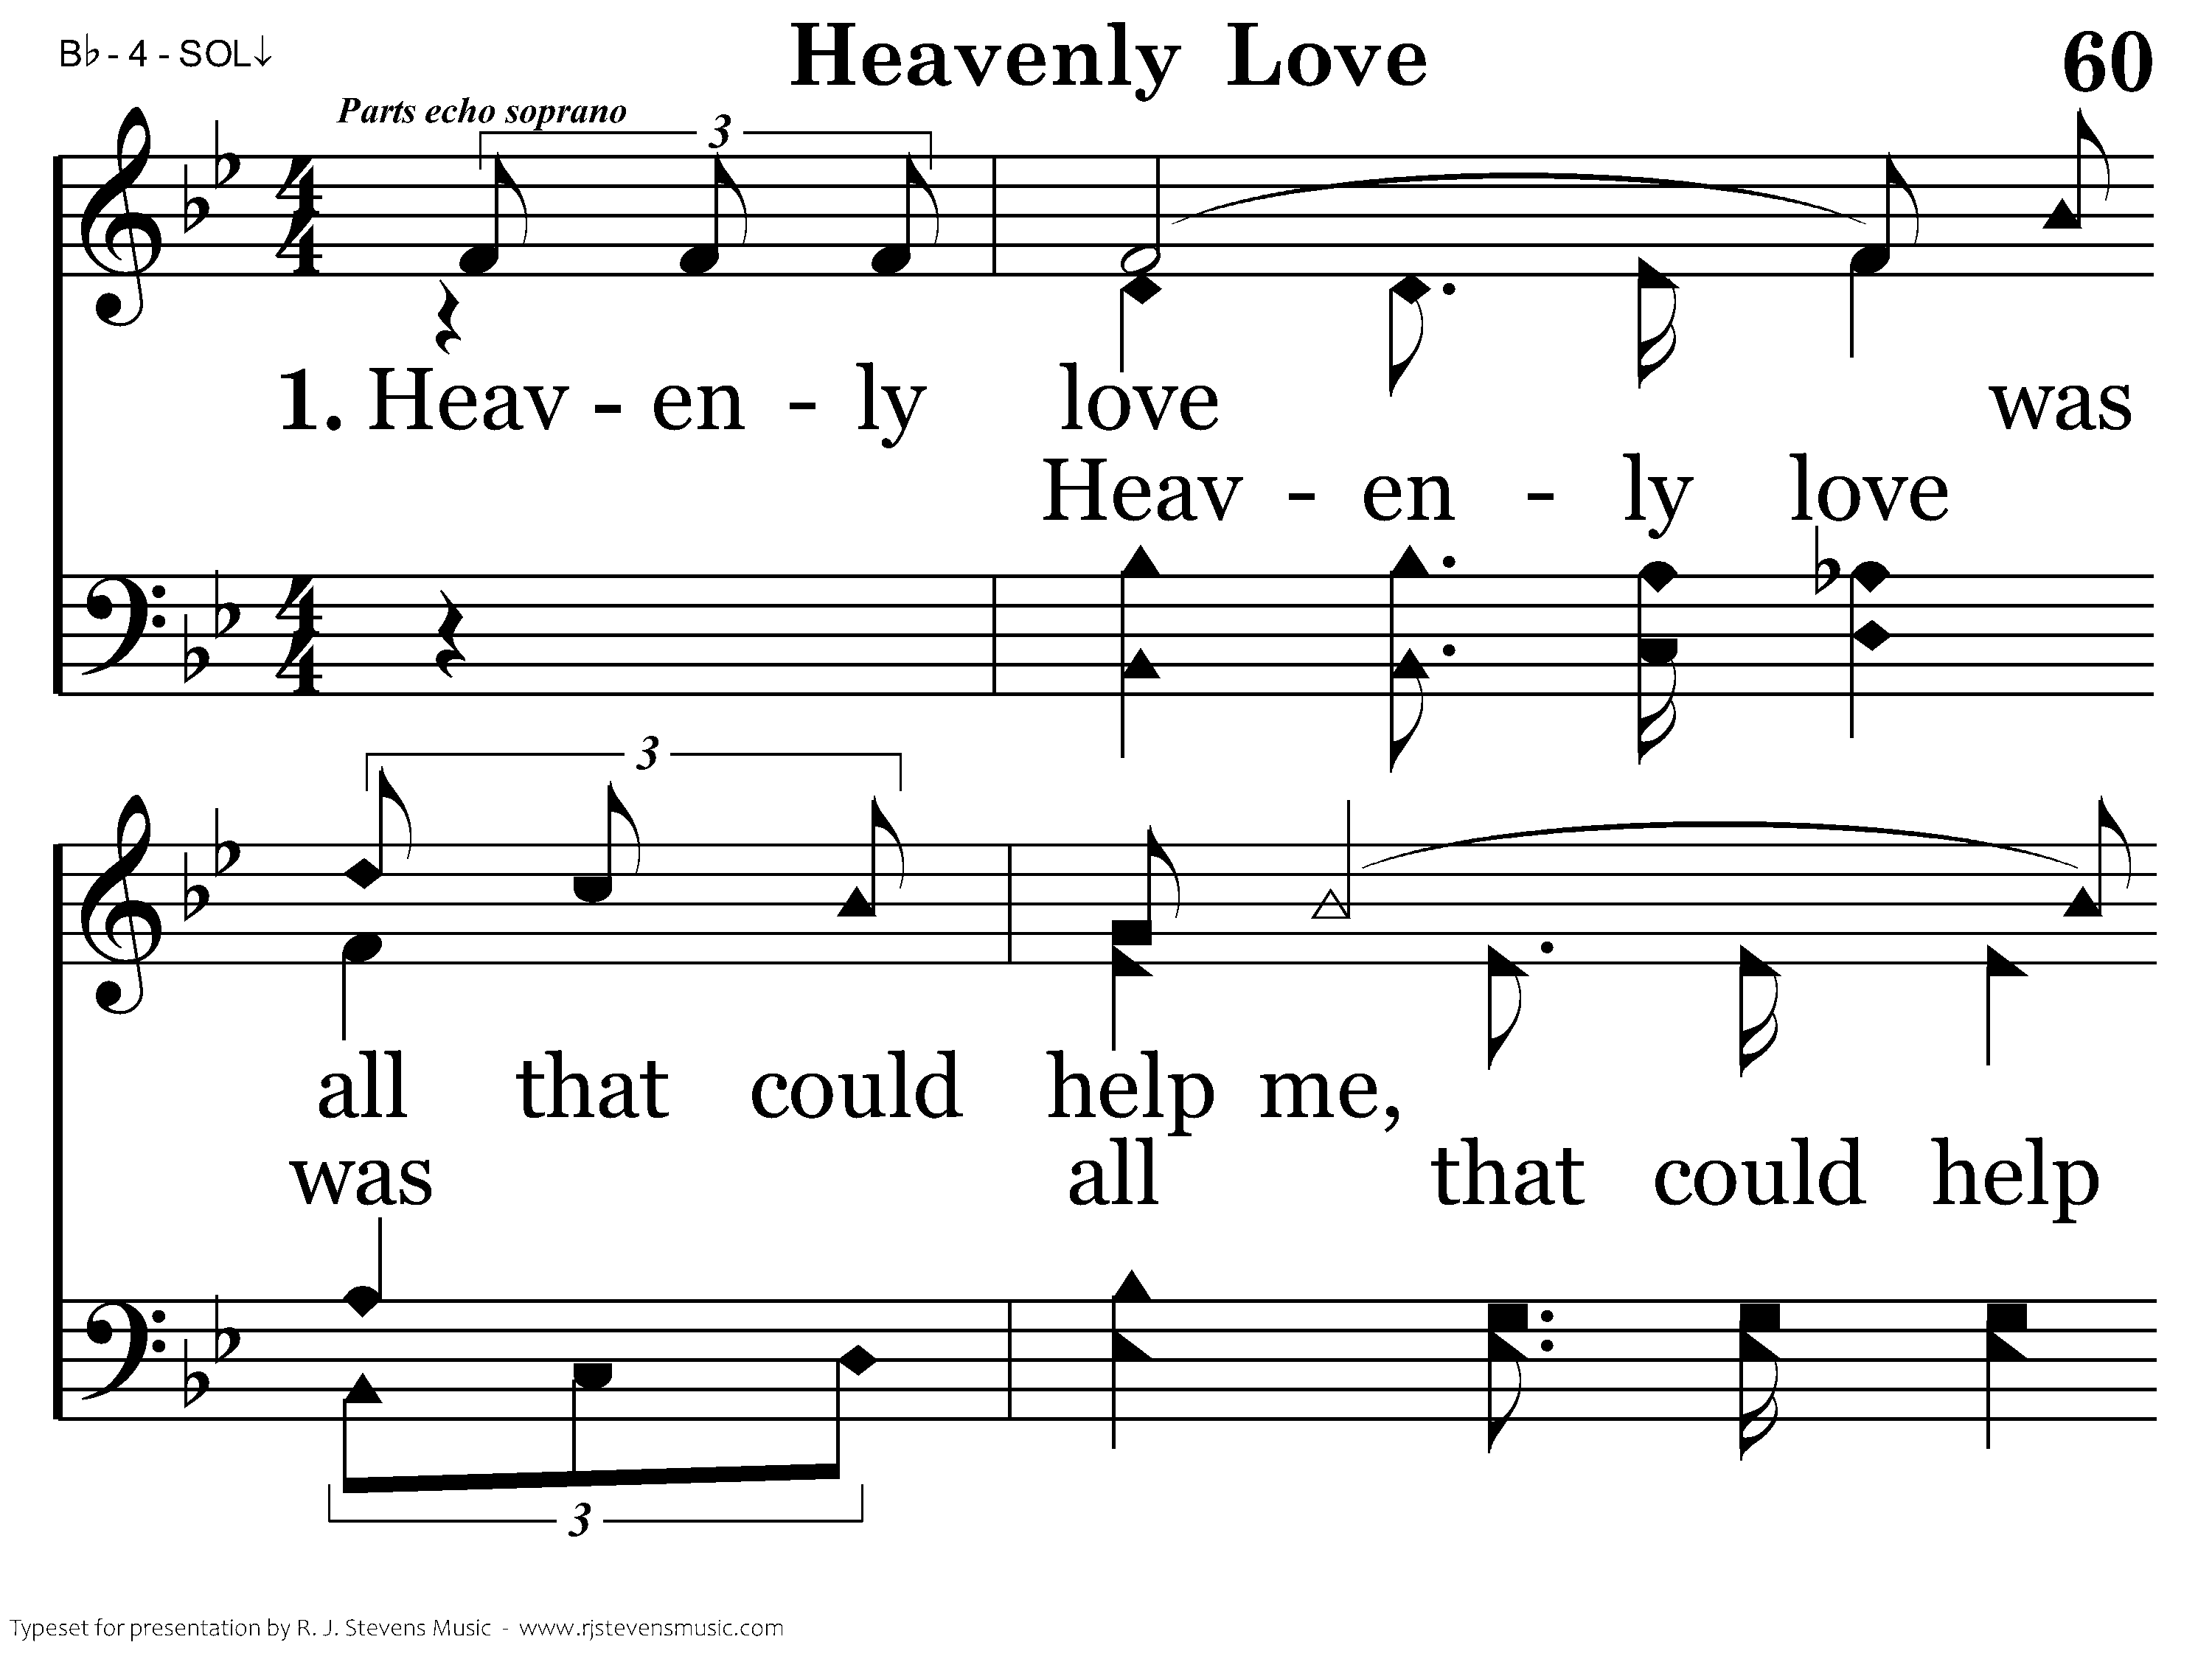 B♭ - 4 - SOL↓
Heavenly Love
60
Parts echo soprano
3
1. Heav - en - ly love was
Heav - en - ly love
3
all that could help me,
was all that could help
3
Typeset for presentation by R. J. Stevens Music - www.rjstevensmusic.com